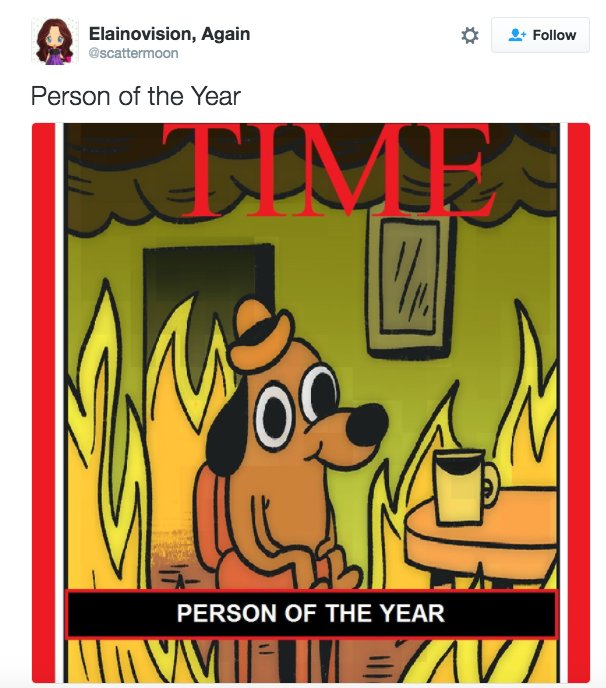 Elainovision, Again
@scattermoon
Follow
Person of the Year
TIME
PERSON OF THE YEAR